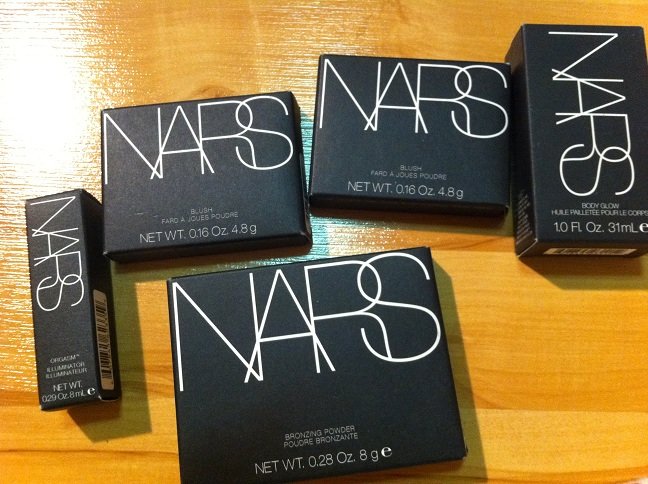 NARS
BLUSH
FARD À JOUES POUDRE
NET WT. 0.16 Oz. 4.8 g
NARS
BLUSH
FARD À JOUES POUDRE
NET WT. 0.16 Oz. 4.8 g
NARS
BODY GLOW
HUILE PAILLETÉE POUR LE CORPS
1.0 FL Oz. 31 mL e
NARS
ORGASM™
ILLUMINATOR
ILLUMINATEUR
NET WT.
0.29 Oz. 8 mL e
NARS
BRONZING POWDER
POUDRE BRONZANTE
NET WT. 0.28 Oz. 8 g e